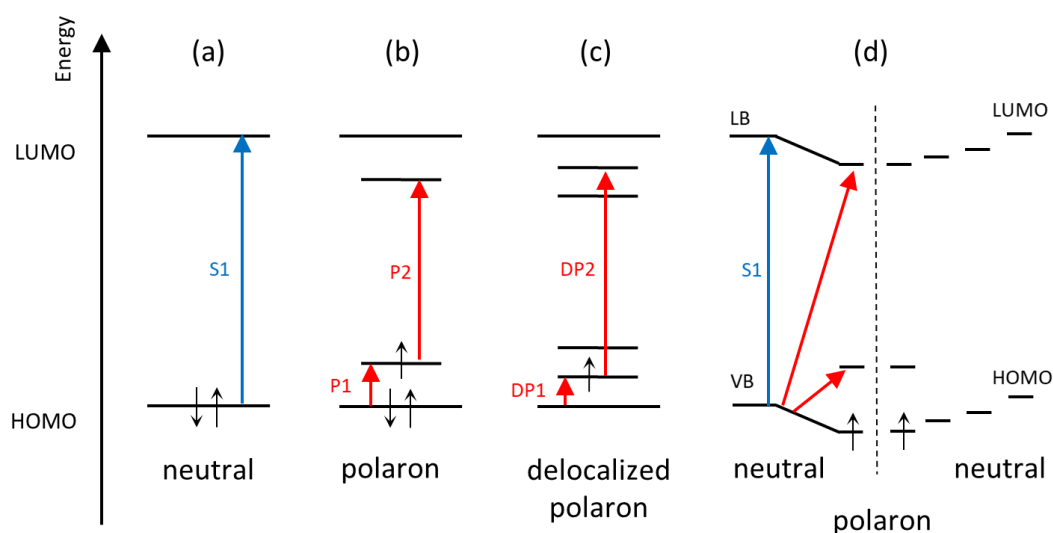 Energy
(a)
(b)
(c)
(d)
LUMO
HOMO
S1
neutral
P1
P2
polaron
DP1
DP2
delocalized
polaron
LB
VB
S1
LUMO
HOMO
neutral
neutral
polaron